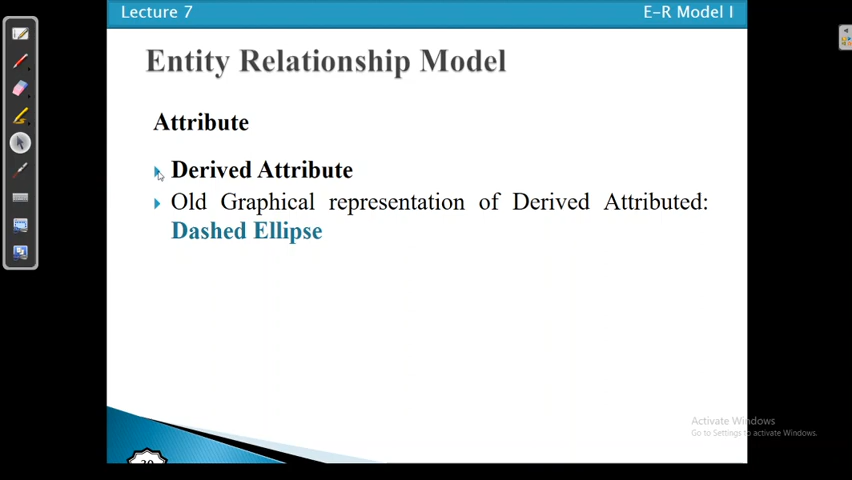 Lecture 7
E-R Model I
Entity Relationship Model
Attribute
Derived Attribute
Old Graphical representation of Derived Attributed:
Dashed Ellipse
Activate Windows
Go to Settings to activate Windows.